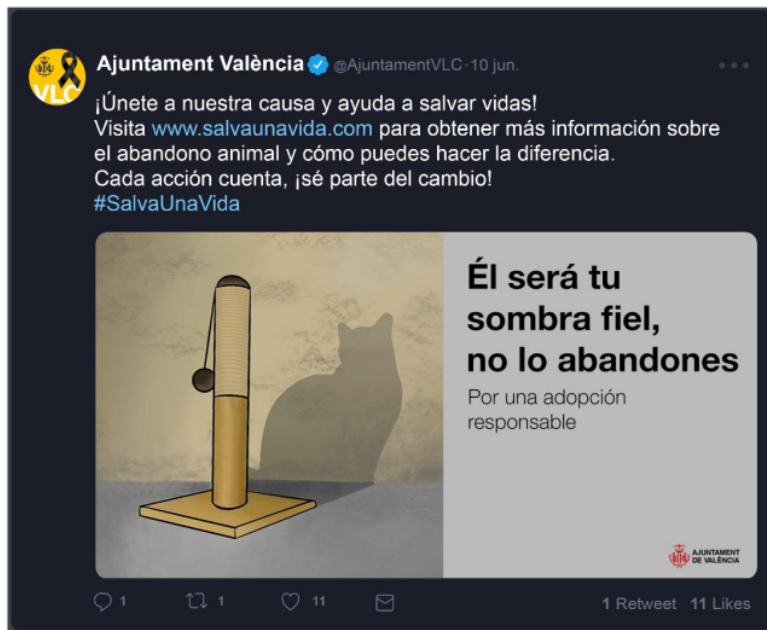 VLC
Ajuntament València @AjuntamentVLC·10 jun.
¡Únete a nuestra causa y ayuda a salvar vidas!
Visita www.salvaunavida.com para obtener más información sobre
el abandono animal y cómo puedes hacer la diferencia.
Cada acción cuenta, ¡sé parte del cambio!
#SalvaUnaVida
Él será tu
sombra fiel,
no lo abandones
Por una adopción
responsable
AJUNTAMENT
DE VALÈNCIA
1 1 11 1 Retweet 11 Likes